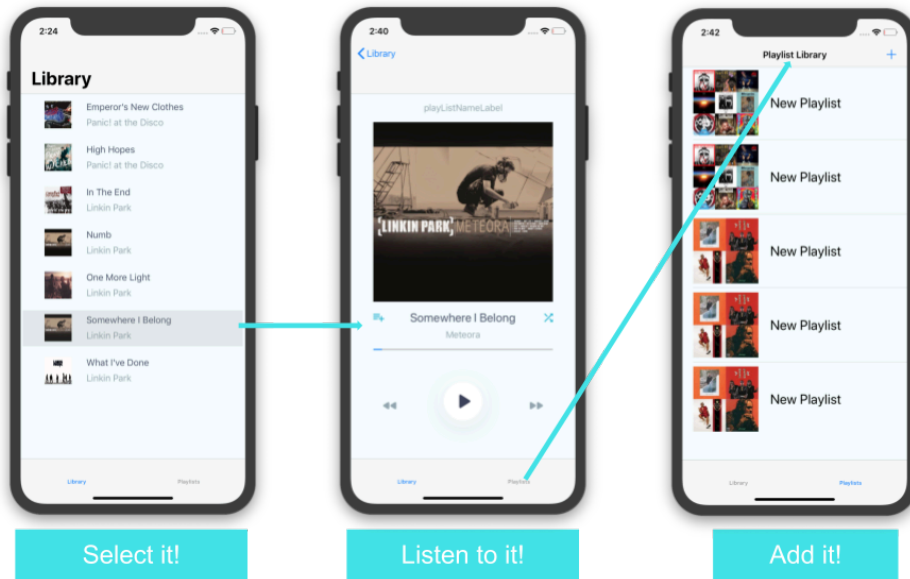 2:24
Library
Emperor's New Clothes
Panic! at the Disco
High Hopes
Panic! at the Disco
In The End
Linkin Park
Numb
Linkin Park
One More Light
Linkin Park
Somewhere I Belong
Linkin Park
What I've Done
Linkin Park
Library
Playlists
Select it!
2:40
Library
playListNameLabel
[LINKIN PARK] METEORA
Somewhere I Belong
Meteora
Library
Playlists
Listen to it!
2:42
Playlist Library
New Playlist
New Playlist
New Playlist
New Playlist
New Playlist
Library
Playlists
Add it!